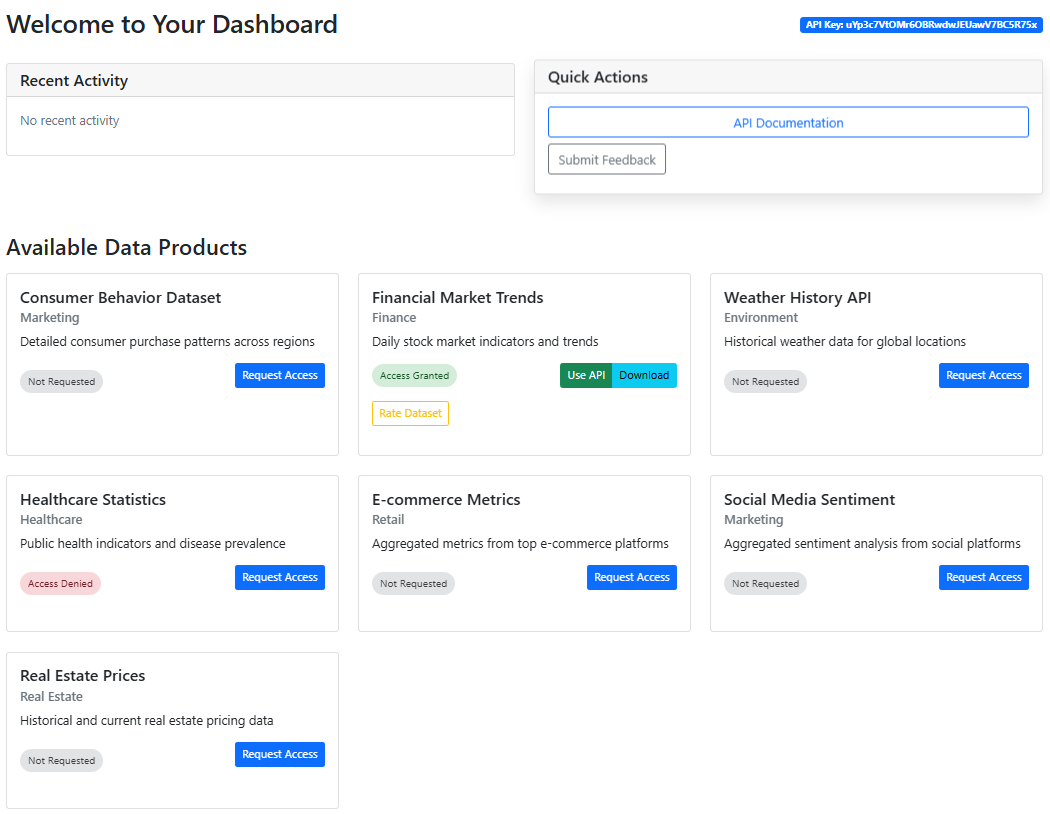 Welcome to Your Dashboard
API Key: uYp3c7VtOMr6OBRwdwJEUawV7BC5R75x
Recent Activity
No recent activity
Quick Actions
API Documentation
Submit Feedback
Available Data Products
Consumer Behavior Dataset
Marketing
Detailed consumer purchase patterns across regions
Not Requested
Request Access
Financial Market Trends
Finance
Daily stock market indicators and trends
Access Granted
Use API
Download
Rate Dataset
Weather History API
Environment
Historical weather data for global locations
Not Requested
Request Access
Healthcare Statistics
Healthcare
Public health indicators and disease prevalence
Access Denied
Request Access
E-commerce Metrics
Retail
Aggregated metrics from top e-commerce platforms
Not Requested
Request Access
Social Media Sentiment
Marketing
Aggregated sentiment analysis from social platforms
Not Requested
Request Access
Real Estate Prices
Real Estate
Historical and current real estate pricing data
Not Requested
Request Access